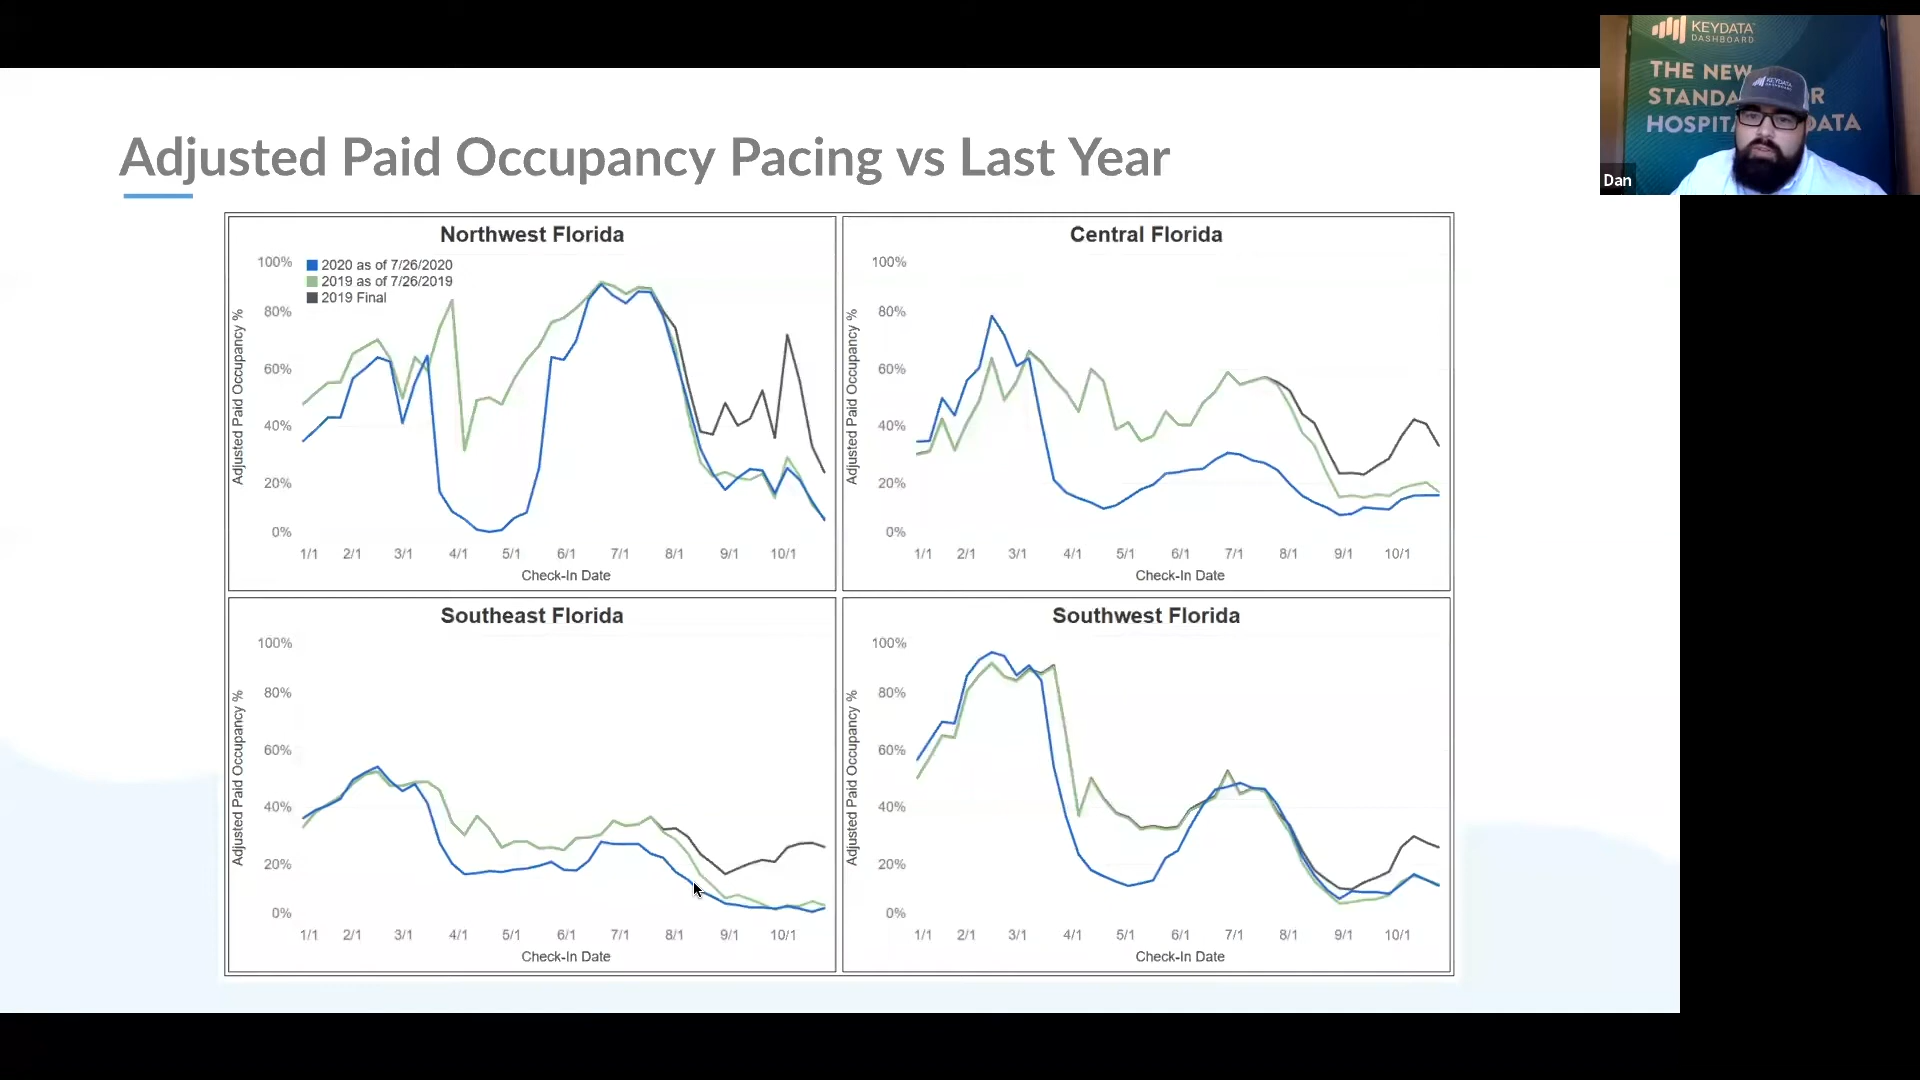 KEYDATA
DASHBOARD
THE NEW
HOSPIT
DATA
KEYDATA
Dan
Adjusted Paid Occupancy Pacing vs Last Year
Northwest Florida
2020 as of 7/26/2020
2019 as of 7/26/2019
2019 Final
Adjusted Paid Occupancy %
100%
80%
60%
40%
20%
0%
1/1 2/1 3/1 4/1 5/1 6/1 7/1 8/1 9/1 10/1
Check-In Date
Central Florida
Adjusted Paid Occupancy %
100%
80%
60%
40%
20%
0%
1/1 2/1 3/1 4/1 5/1 6/1 7/1 8/1 9/1 10/1
Check-In Date
Southeast Florida
Adjusted Paid Occupancy %
100%
80%
60%
40%
20%
0%
1/1 2/1 3/1 4/1 5/1 6/1 7/1 8/1 9/1 10/1
Check-In Date
Southwest Florida
Adjusted Paid Occupancy %
100%
80%
60%
40%
20%
0%
1/1 2/1 3/1 4/1 5/1 6/1 7/1 8/1 9/1 10/1
Check-In Date